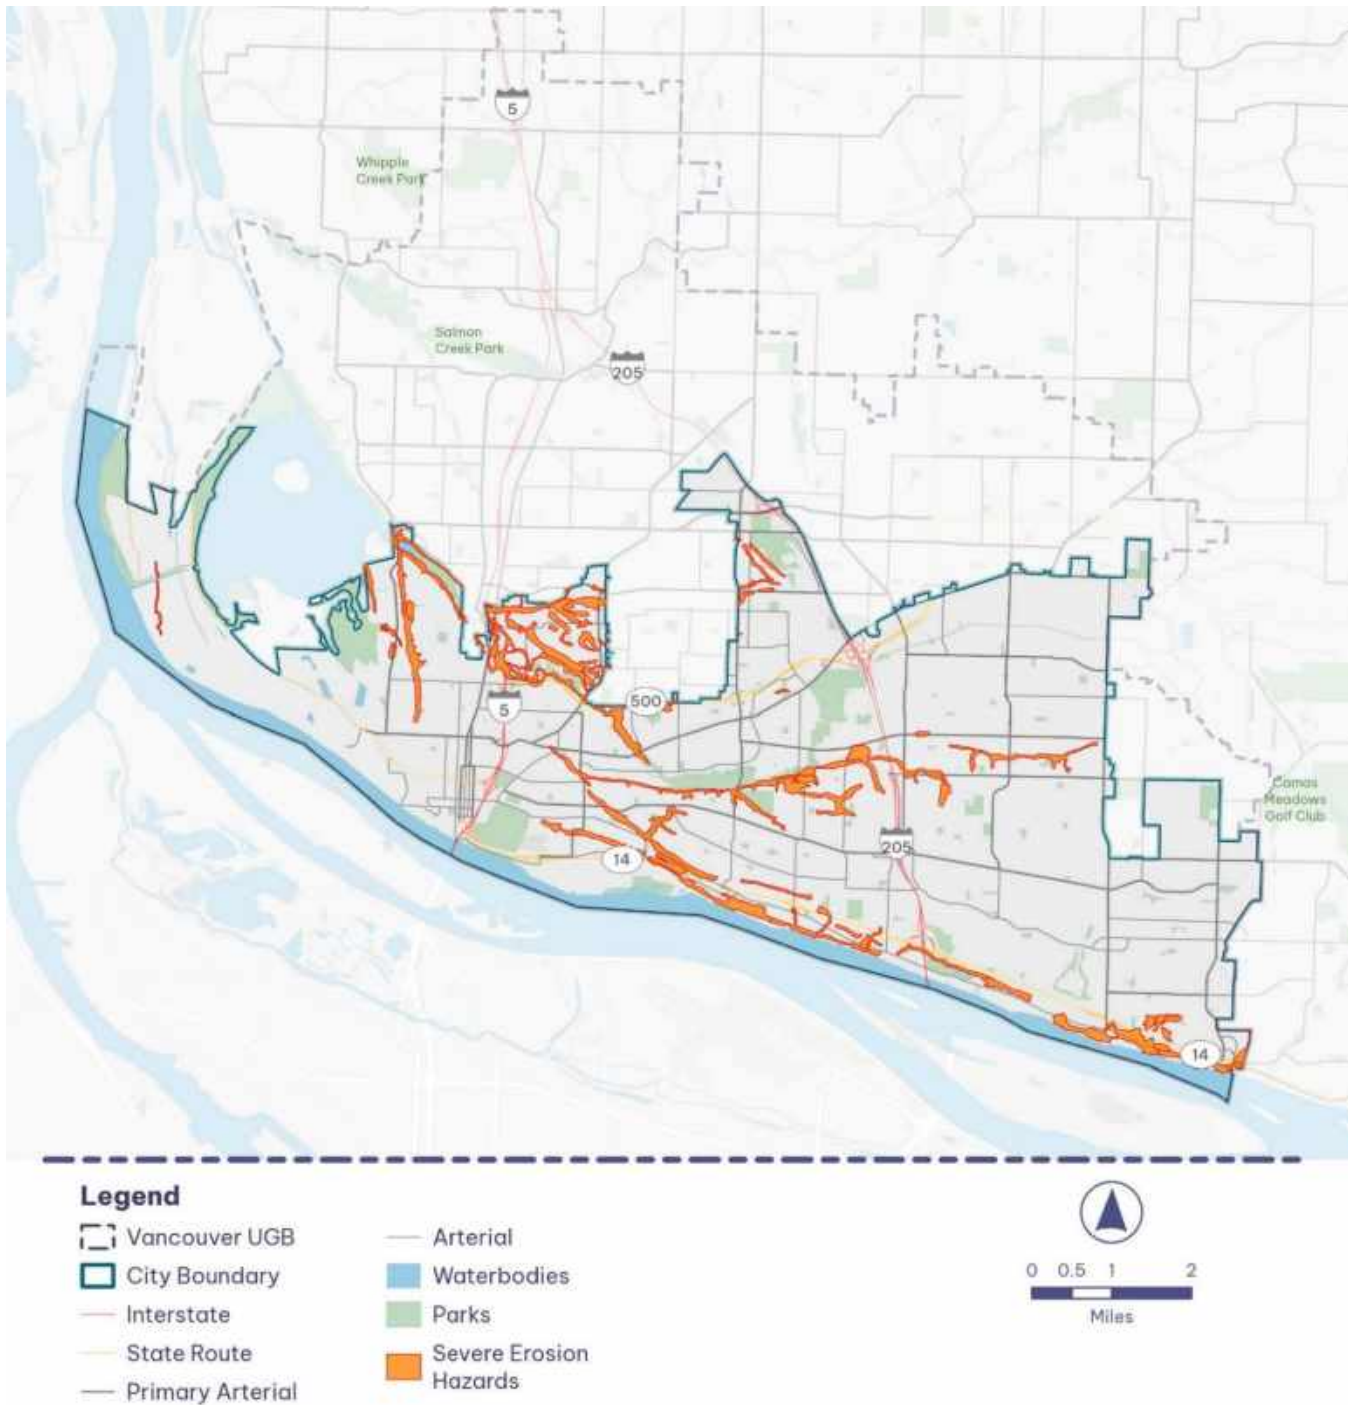 5
Whipple
Creek Park
Salmon
Creek Park
205
500
5
Camas
Meadows
Golf Club
205
14
14
Legend
Vancouver UGB
City Boundary
Interstate
State Route
Primary Arterial
Arterial
Waterbodies
Parks
Severe Erosion
Hazards
0 0.5 1 2
Miles